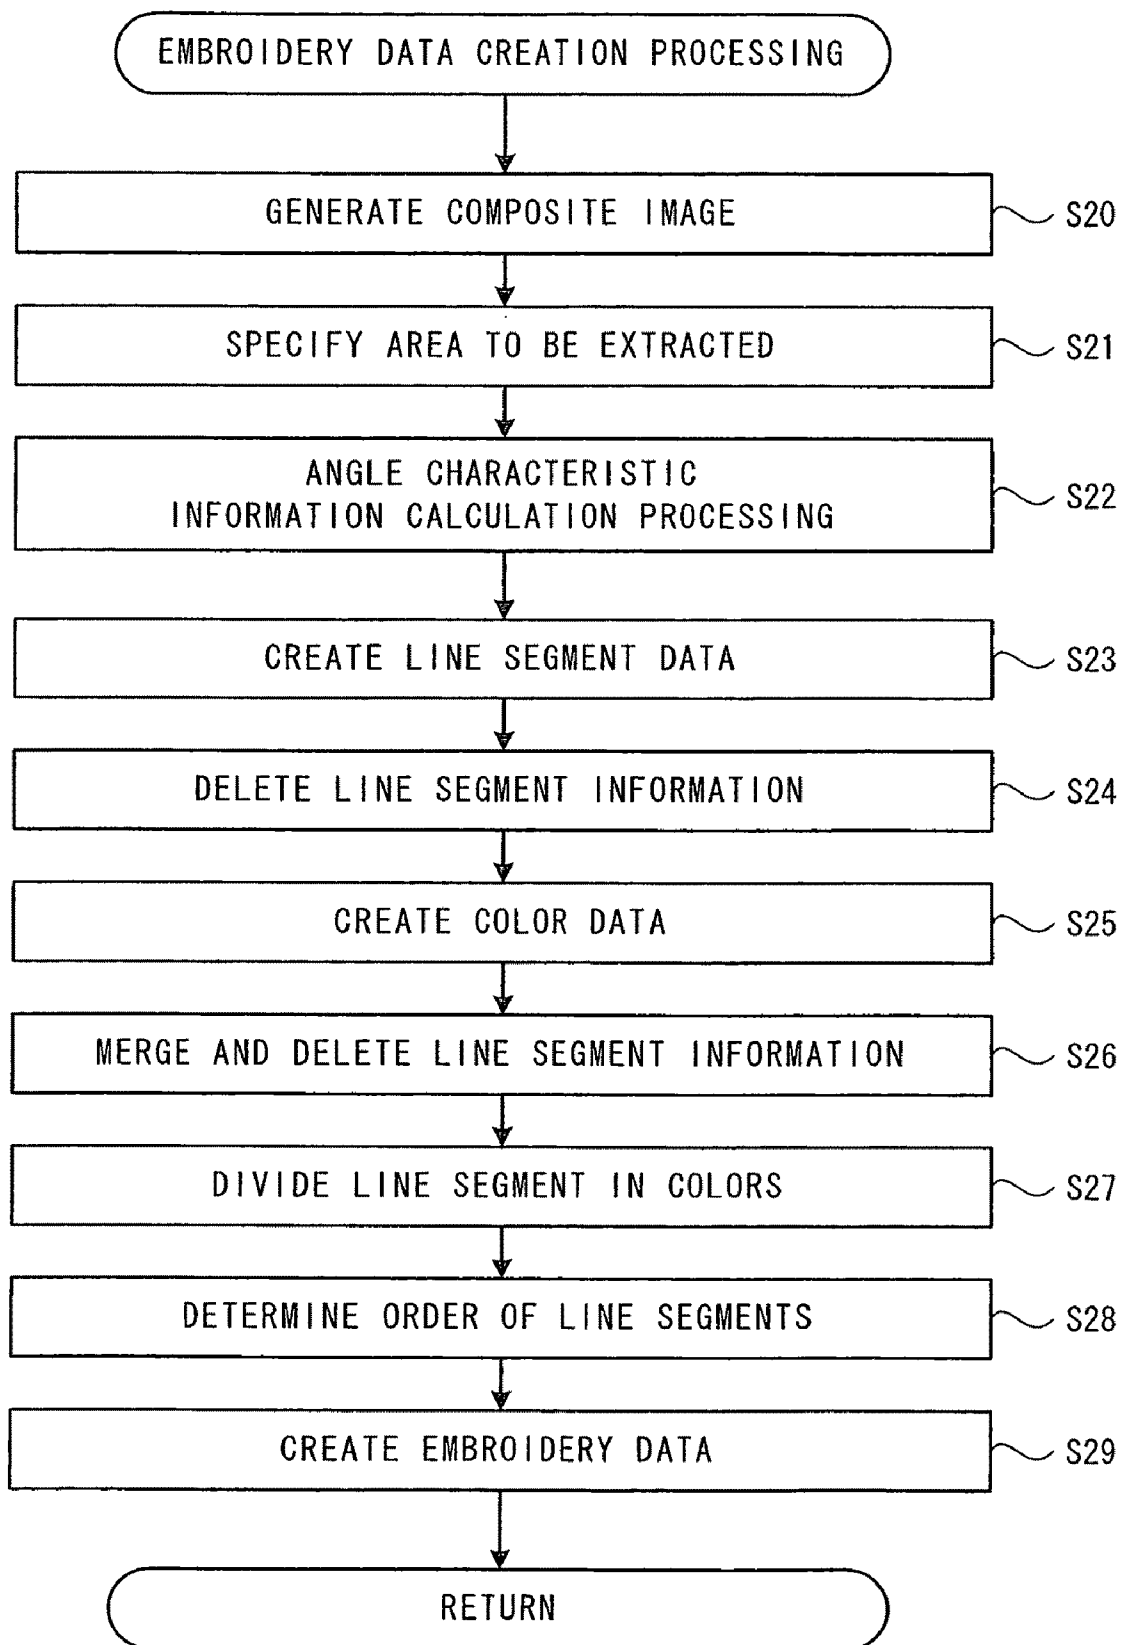 EMBROIDERY DATA CREATION PROCESSING
GENERATE COMPOSITE IMAGE
S20
SPECIFY AREA TO BE EXTRACTED
S21
ANGLE CHARACTERISTIC
INFORMATION CALCULATION PROCESSING
S22
CREATE LINE SEGMENT DATA
S23
DELETE LINE SEGMENT INFORMATION
S24
CREATE COLOR DATA
S25
MERGE AND DELETE LINE SEGMENT INFORMATION
S26
DIVIDE LINE SEGMENT IN COLORS
S27
DETERMINE ORDER OF LINE SEGMENTS
S28
CREATE EMBROIDERY DATA
S29
RETURN